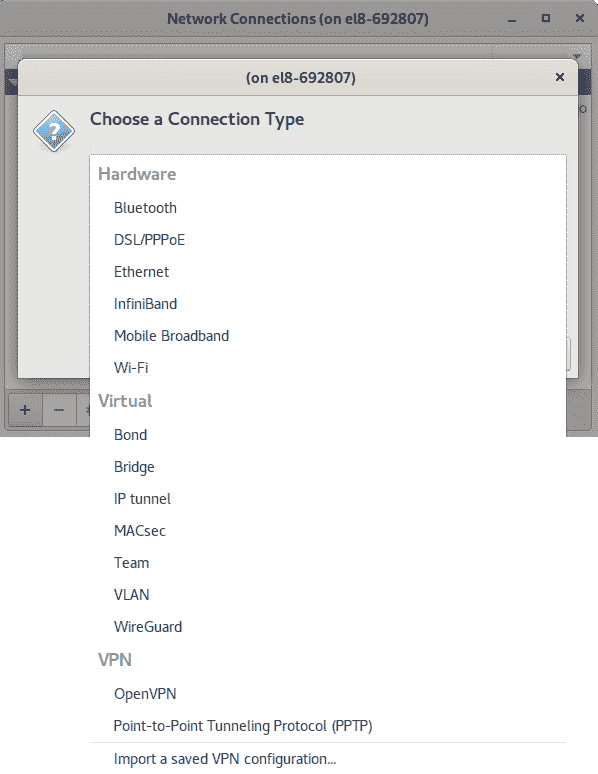 Network Connections (on el8-692807)
(on el8-692807)
Choose a Connection Type
Hardware
Bluetooth
DSL/PPPoE
Ethernet
InfiniBand
Mobile Broadband
Wi-Fi
Virtual
Bond
Bridge
IP tunnel
MACsec
Team
VLAN
WireGuard
VPN
OpenVPN
Point-to-Point Tunneling Protocol (PPTP)
Import a saved VPN configuration...